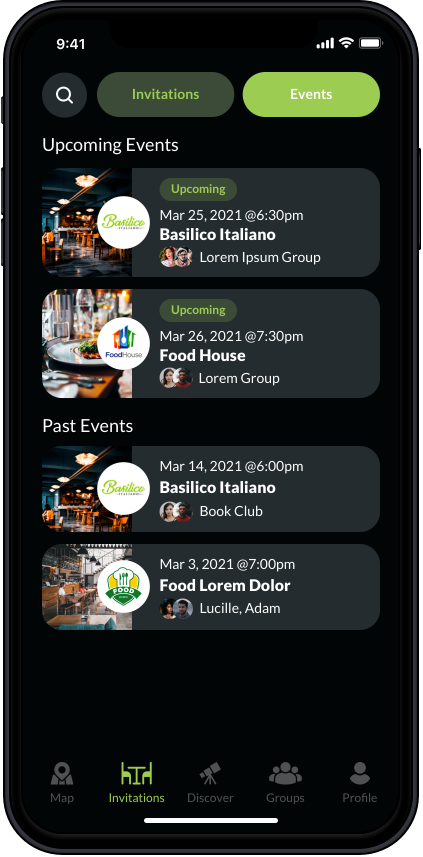 9:41
Invitations
Events
Upcoming Events
Upcoming
Mar 25, 2021 @6:30pm
Basilico
ITALIANO
Basilico Italiano
Lorem Ipsum Group
Upcoming
Mar 26, 2021 @7:30pm
FoodHouse
Food House
Lorem Group
Past Events
Mar 14, 2021 @6:00pm
Basilico
ITALIANO
Basilico Italiano
Book Club
Mar 3, 2021 @7:00pm
FOOD
Food Lorem Dolor
Lucille, Adam
Map
Invitations
Discover
Groups
Profile